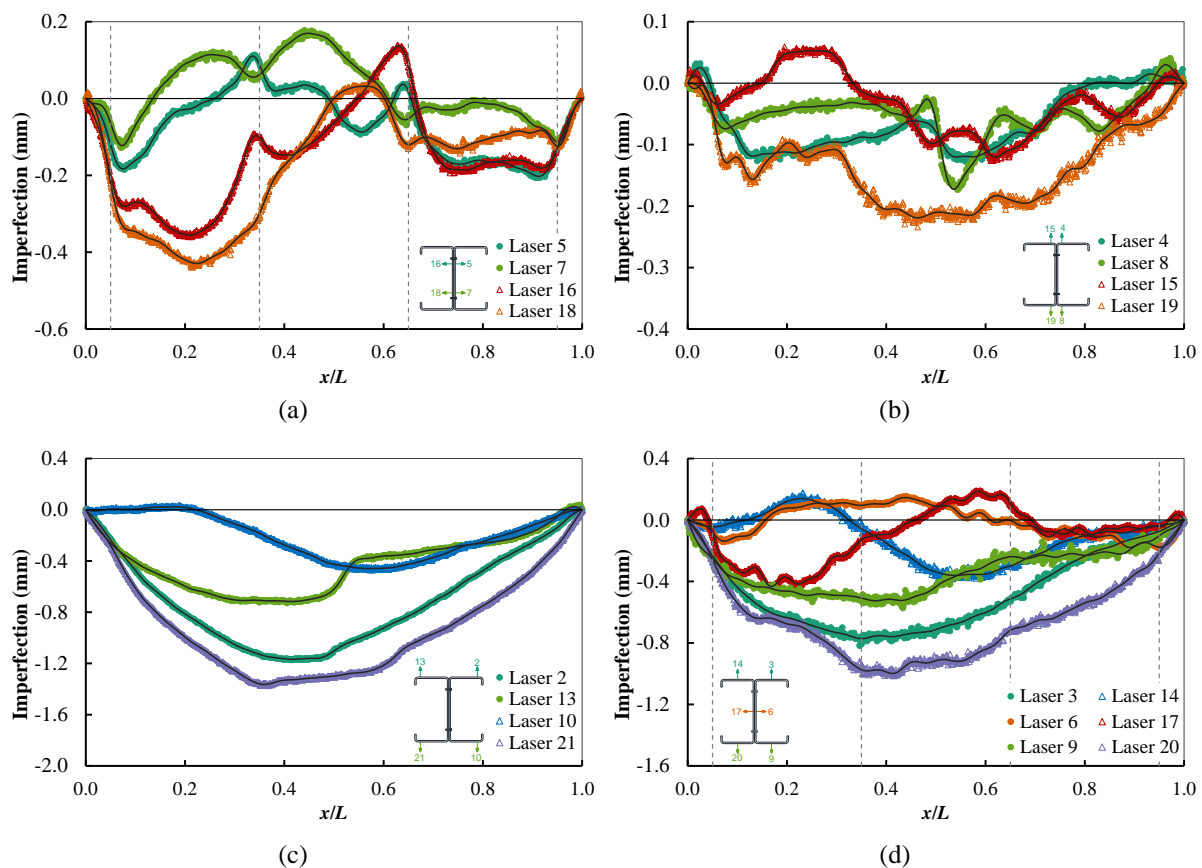 0.2
0.0
-0.2
-0.4
-0.6
Imperfection (mm)
0.0 0.2 0.4 0.6 0.8 1.0
x/L
16 5
18 7
Laser 5
Laser 7
Laser 16
Laser 18
(a)
0.1
0.0
-0.1
-0.2
-0.3
-0.4
Imperfection (mm)
0.0 0.2 0.4 0.6 0.8 1.0
x/L
15 4
19 8
Laser 4
Laser 8
Laser 15
Laser 19
(b)
0.4
0.0
-0.4
-0.8
-1.2
-1.6
-2.0
Imperfection (mm)
0.0 0.2 0.4 0.6 0.8 1.0
x/L
13 2
21 10
Laser 2
Laser 13
Laser 10
Laser 21
(c)
0.4
0.0
-0.4
-0.8
-1.2
-1.6
Imperfection (mm)
0.0 0.2 0.4 0.6 0.8 1.0
x/L
14 3
17 6
20 9
Laser 3 Laser 14
Laser 6 Laser 17
Laser 9 Laser 20
(d)